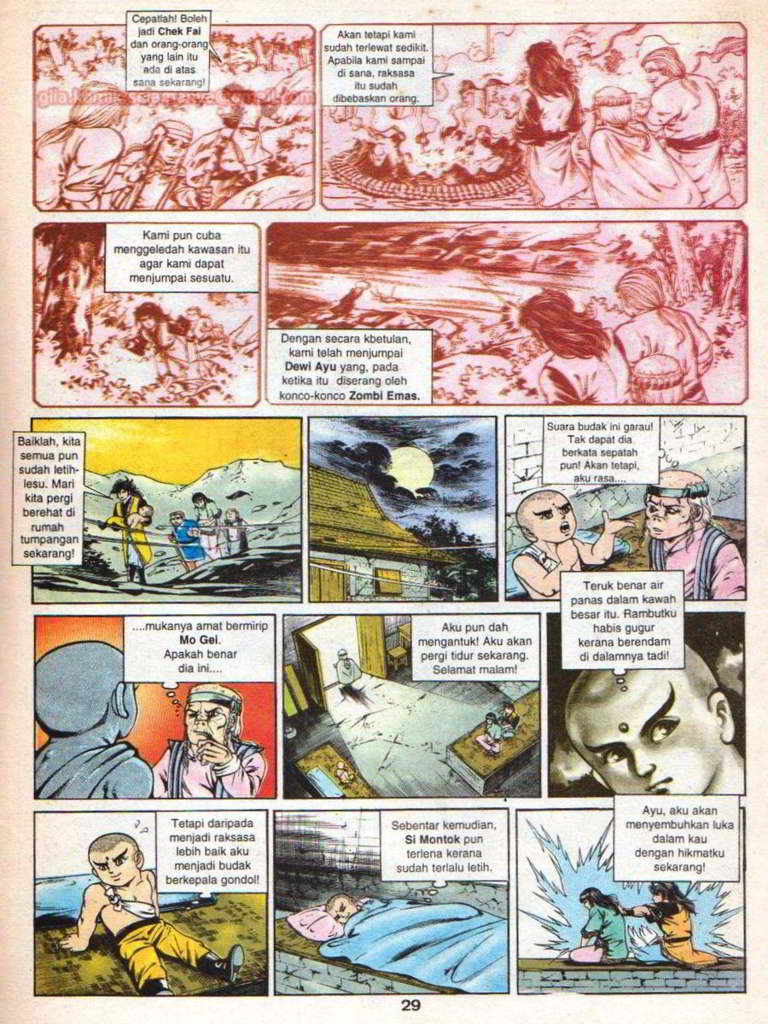 Cepatlah! Boleh
jadi Chek Fai
dan orang-orang
yang lain itu
ada di atas
sana sekarang!
Akan tetapi kami
sudah terlewat sedikit.
Apabila kami sampai
di sana, raksasa
itu sudah
dibebaskan orang.
Kami pun cuba
menggeledah kawasan itu
agar kami dapat
menjumpai sesuatu.
Dengan secara kbetulan,
kami telah menjumpai
Dewi Ayu yang, pada
ketika itu diserang oleh
konco-konco Zombi Emas.
Baiklah, kita
semua pun
sudah letih-
lesu. Mari
kita pergi
berehat di
rumah
tumpangan
sekarang!
Suara budak ini garau!
Tak dapat dia
berkata sepatah
pun! Akan tetapi,
aku rasa....
....mukanya amat bermirip
Mo Gei.
Apakah benar
dia ini....
Aku pun dah
mengantuk! Aku akan
pergi tidur sekarang.
Selamat malam!
Teruk benar air
panas dalam kawah
besar itu. Rambutku
habis gugur
kerana berendam
di dalamnya tadi!
Tetapi daripada
menjadi raksasa
lebih baik aku
menjadi budak
berkepala gondol!
Sebentar kemudian,
Si Montok pun
terlena kerana
sudah terlalu letih.
Ayu, aku akan
menyembuhkan luka
dalam kau
dengan hikmatku
sekarang!
29